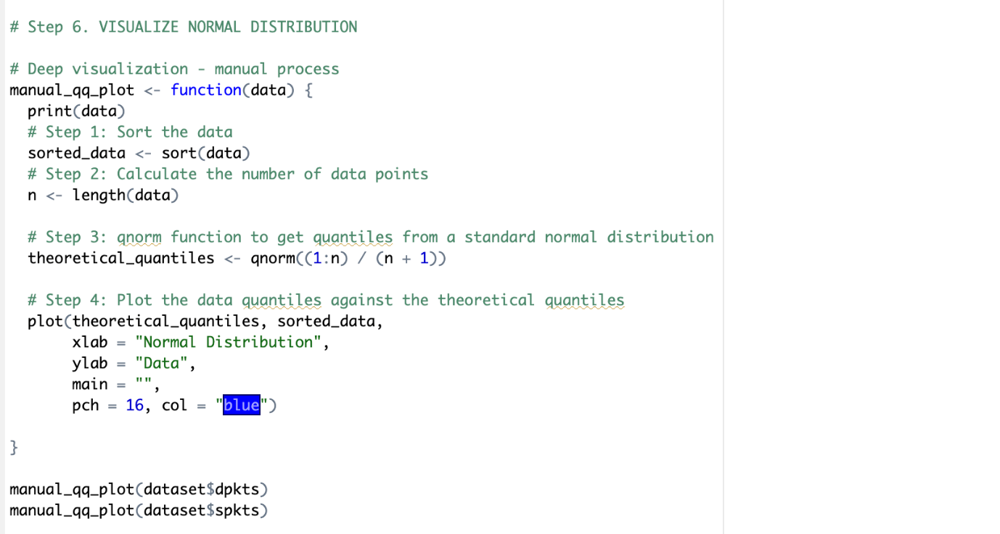 # Step 6. VISUALIZE NORMAL DISTRIBUTION
# Deep visualization - manual process
manual_qq_plot <- function(data) {
  print(data)
  # Step 1: Sort the data
  sorted_data <- sort(data)
  # Step 2: Calculate the number of data points
  n <- length(data)
  # Step 3: qnorm function to get quantiles from a standard normal distribution
  theoretical_quantiles <- qnorm((1:n) / (n + 1))
  # Step 4: Plot the data quantiles against the theoretical quantiles
  plot(theoretical_quantiles, sorted_data,
       xlab = "Normal Distribution",
       ylab = "Data",
       main = "",
       pch = 16, col = "blue")
}
manual_qq_plot(dataset$dpkts)
manual_qq_plot(dataset$spkts)